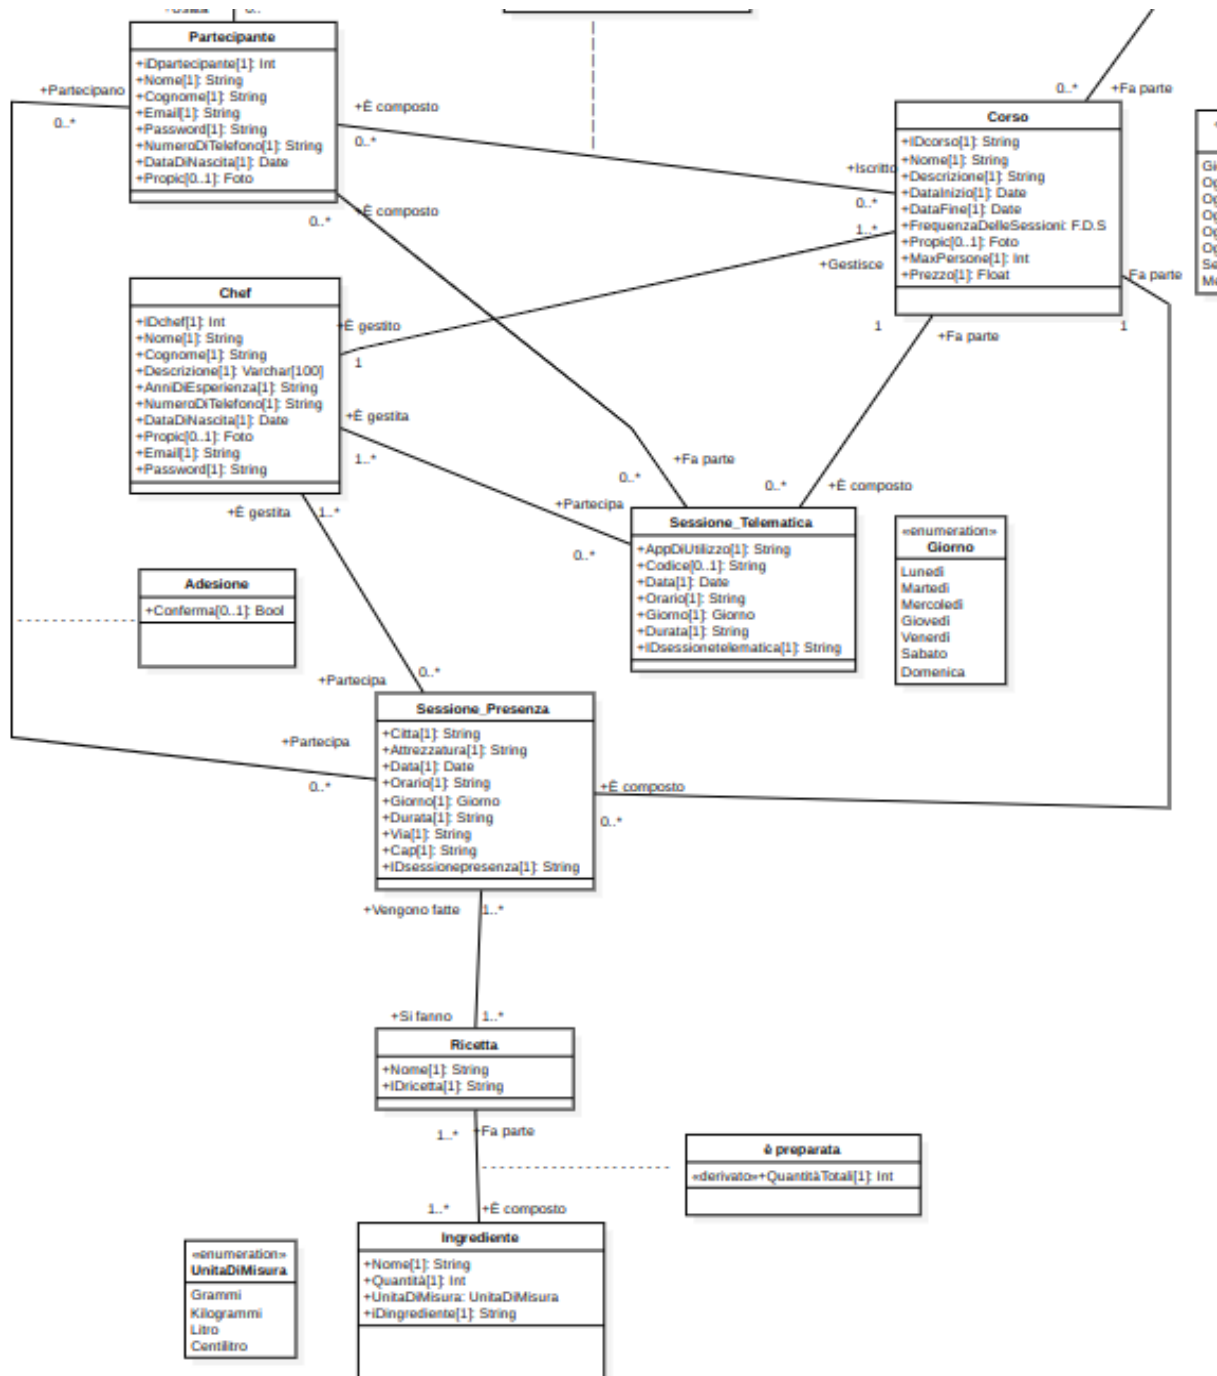 0..
Partecipante
+iDpartecipante[1]: Int
+Nome[1]: String
+Cognome[1]: String
+Email[1]: String
+Password[1]: String
+NumeroDiTelefono[1]: String
+DataDiNascita[1]: Date
+Propic[0..1]: Foto
+Partecipano
0..*
+È composto
0..*
+Iscritto
0..*
0..*
+Fa parte
Corso
+IDcorso[1]: String
+Nome[1]: String
+Descrizione[1]: String
+DataInizio[1]: Date
+DataFine[1]: Date
+FrequenzaDelleSessioni: F.D.S
+Propic[0..1]: Foto
+MaxPersone[1]: Int
+Prezzo[1]: Float
1..*
+Gestisce
0..*
+È composto
Chef
+IDchef[1]: Int
+Nome[1]: String
+Cognome[1]: String
+Descrizione[1]: Varchar[100]
+AnniDiEsperienza[1]: String
+NumeroDiTelefono[1]: String
+DataDiNascita[1]: Date
+Propic[0..1]: Foto
+Email[1]: String
+Password[1]: String
+È gestito
1
+È gestita
1..*
1
+Fa parte
Fa parte
1
+Fa parte
0..*
0..*
+È composto
+Partecipa
0..*
Sessione_Telematica
+AppDiUtilizzo[1]: String
+Codice[0..1]: String
+Data[1]: Date
+Orario[1]: String
+Giorno[1]: Giorno
+Durata[1]: String
+IDsessionetelematica[1]: String
«enumeration»
Giorno
Lunedì
Martedì
Mercoledì
Giovedì
Venerdì
Sabato
Domenica
+È gestita
1..*
Adesione
+Conferma[0..1]: Bool
0..*
+Partecipa
Sessione_Presenza
+Citta[1]: String
+Attrezzatura[1]: String
+Data[1]: Date
+Orario[1]: String
+Giorno[1]: Giorno
+Durata[1]: String
+Via[1]: String
+Cap[1]: String
+IDsessionepresenza[1]: String
+Partecipa
0..*
+È composto
0..*
+Vengono fatte
1..*
+Si fanno
1..*
Ricetta
+Nome[1]: String
+IDricetta[1]: String
1..*
+Fa parte
è preparata
«derivato»+QuantitàTotali[1]: Int
1..*
+È composto
Ingrediente
+Nome[1]: String
+Quantità[1]: Int
+UnitaDiMisura: UnitaDiMisura
+iDingrediente[1]: String
«enumeration»
UnitaDiMisura
Grammi
Kilogrammi
Litro
Centilitro